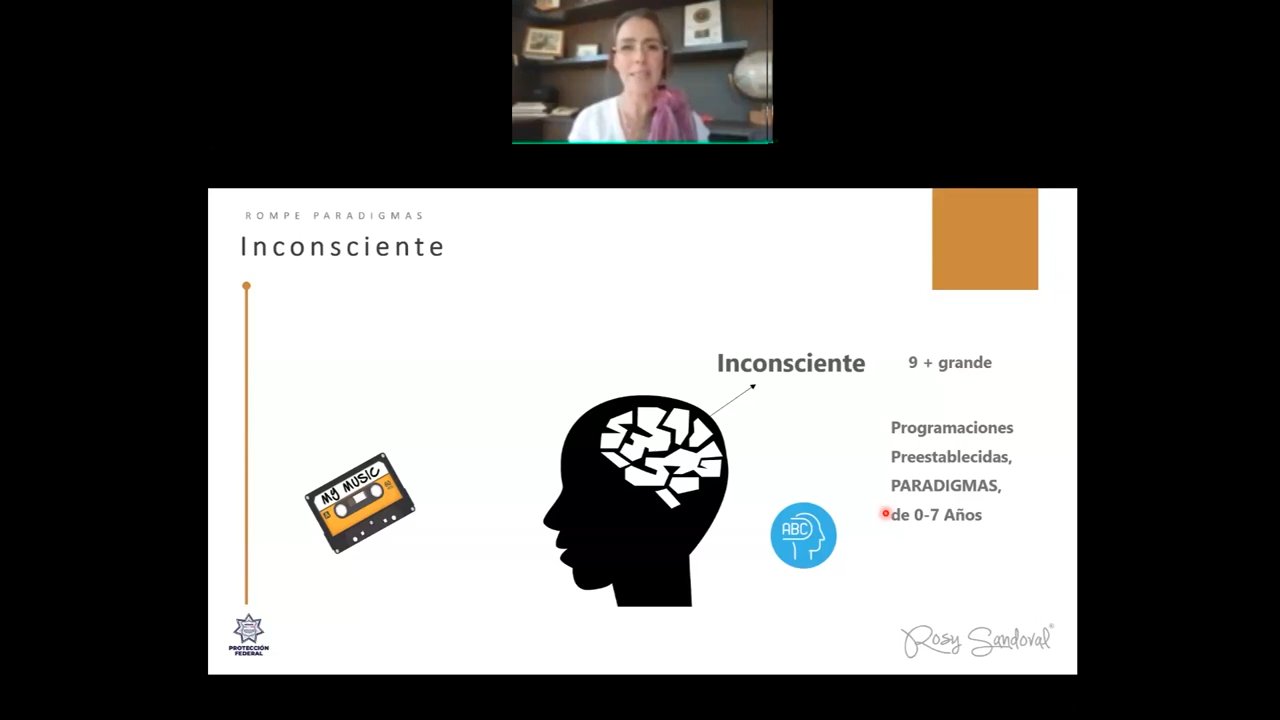 ROMPE PARADIGMAS
Inconsciente
Inconsciente
9 + grande
Programaciones
Preestablecidas,
PARADIGMAS,
de 0-7 Años
MY MUSIC
A
60
ABC
PROTECCIÓN
FEDERAL
Rosy Sandoval®